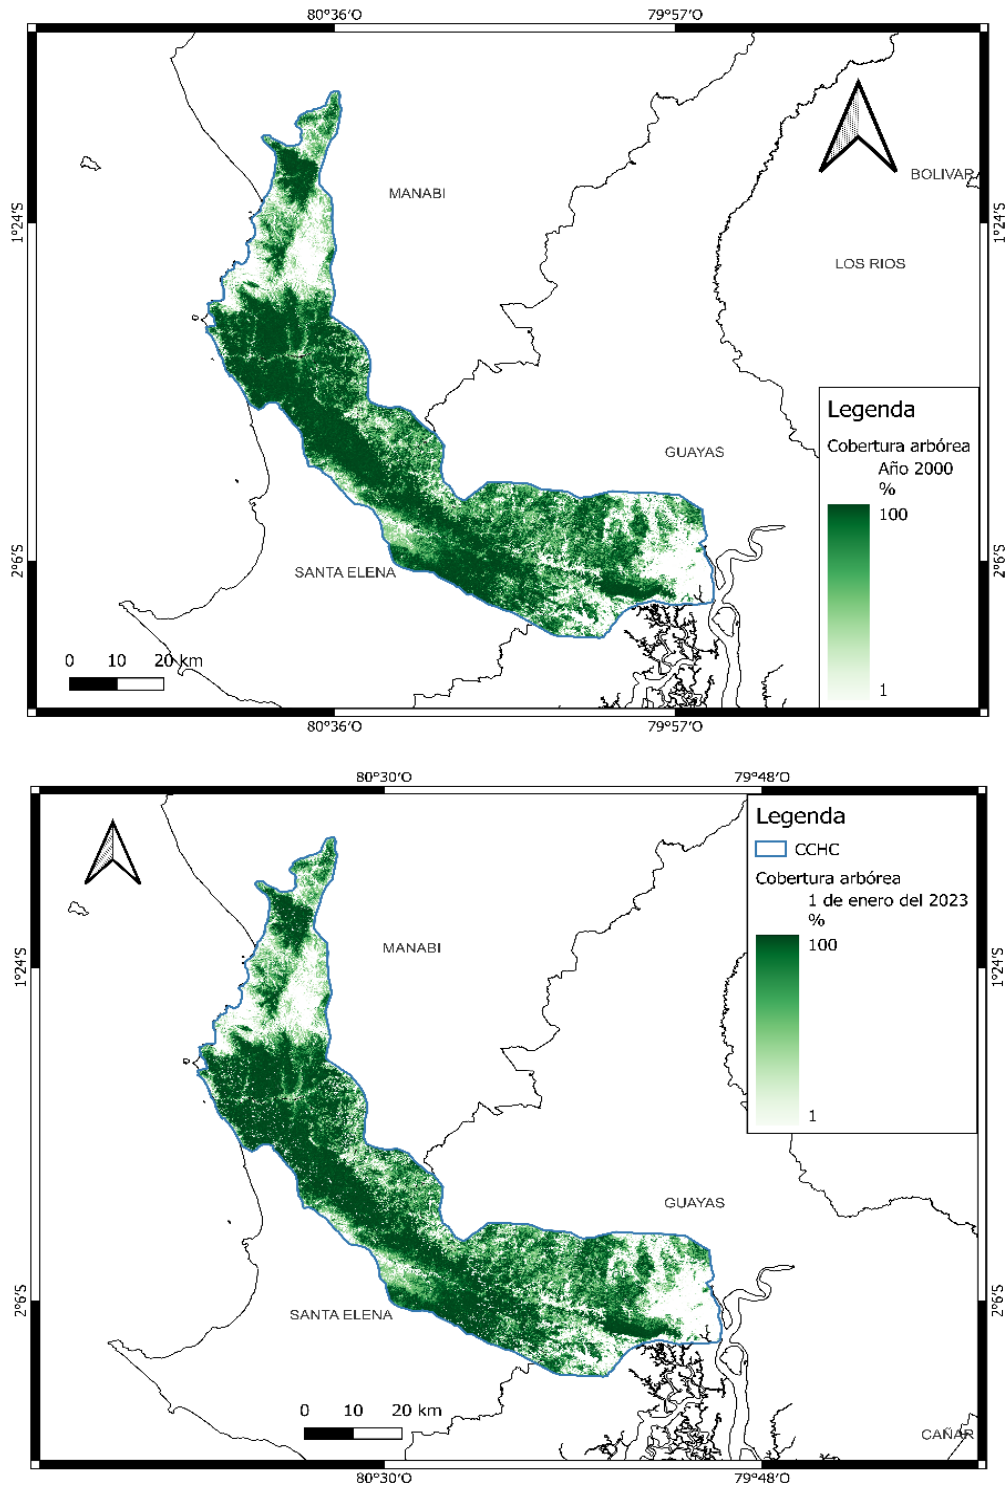 80°36'O 79°57'O
BOLIVAR
MANABI
1°24'S 1°24'S
LOS RIOS
Legenda
Cobertura arbórea
Año 2000
%
100
1
GUAYAS
2°6'S 2°6'S
SANTA ELENA
0 10 20 km
80°36'O 79°57'O
80°30'O 79°48'O
Legenda
CCHC
Cobertura arbórea
1 de enero del 2023
%
100
1
MANABI
1°24'S 1°24'S
GUAYAS
2°6'S 2°6'S
SANTA ELENA
0 10 20 km
CAÑAR
80°30'O 79°48'O